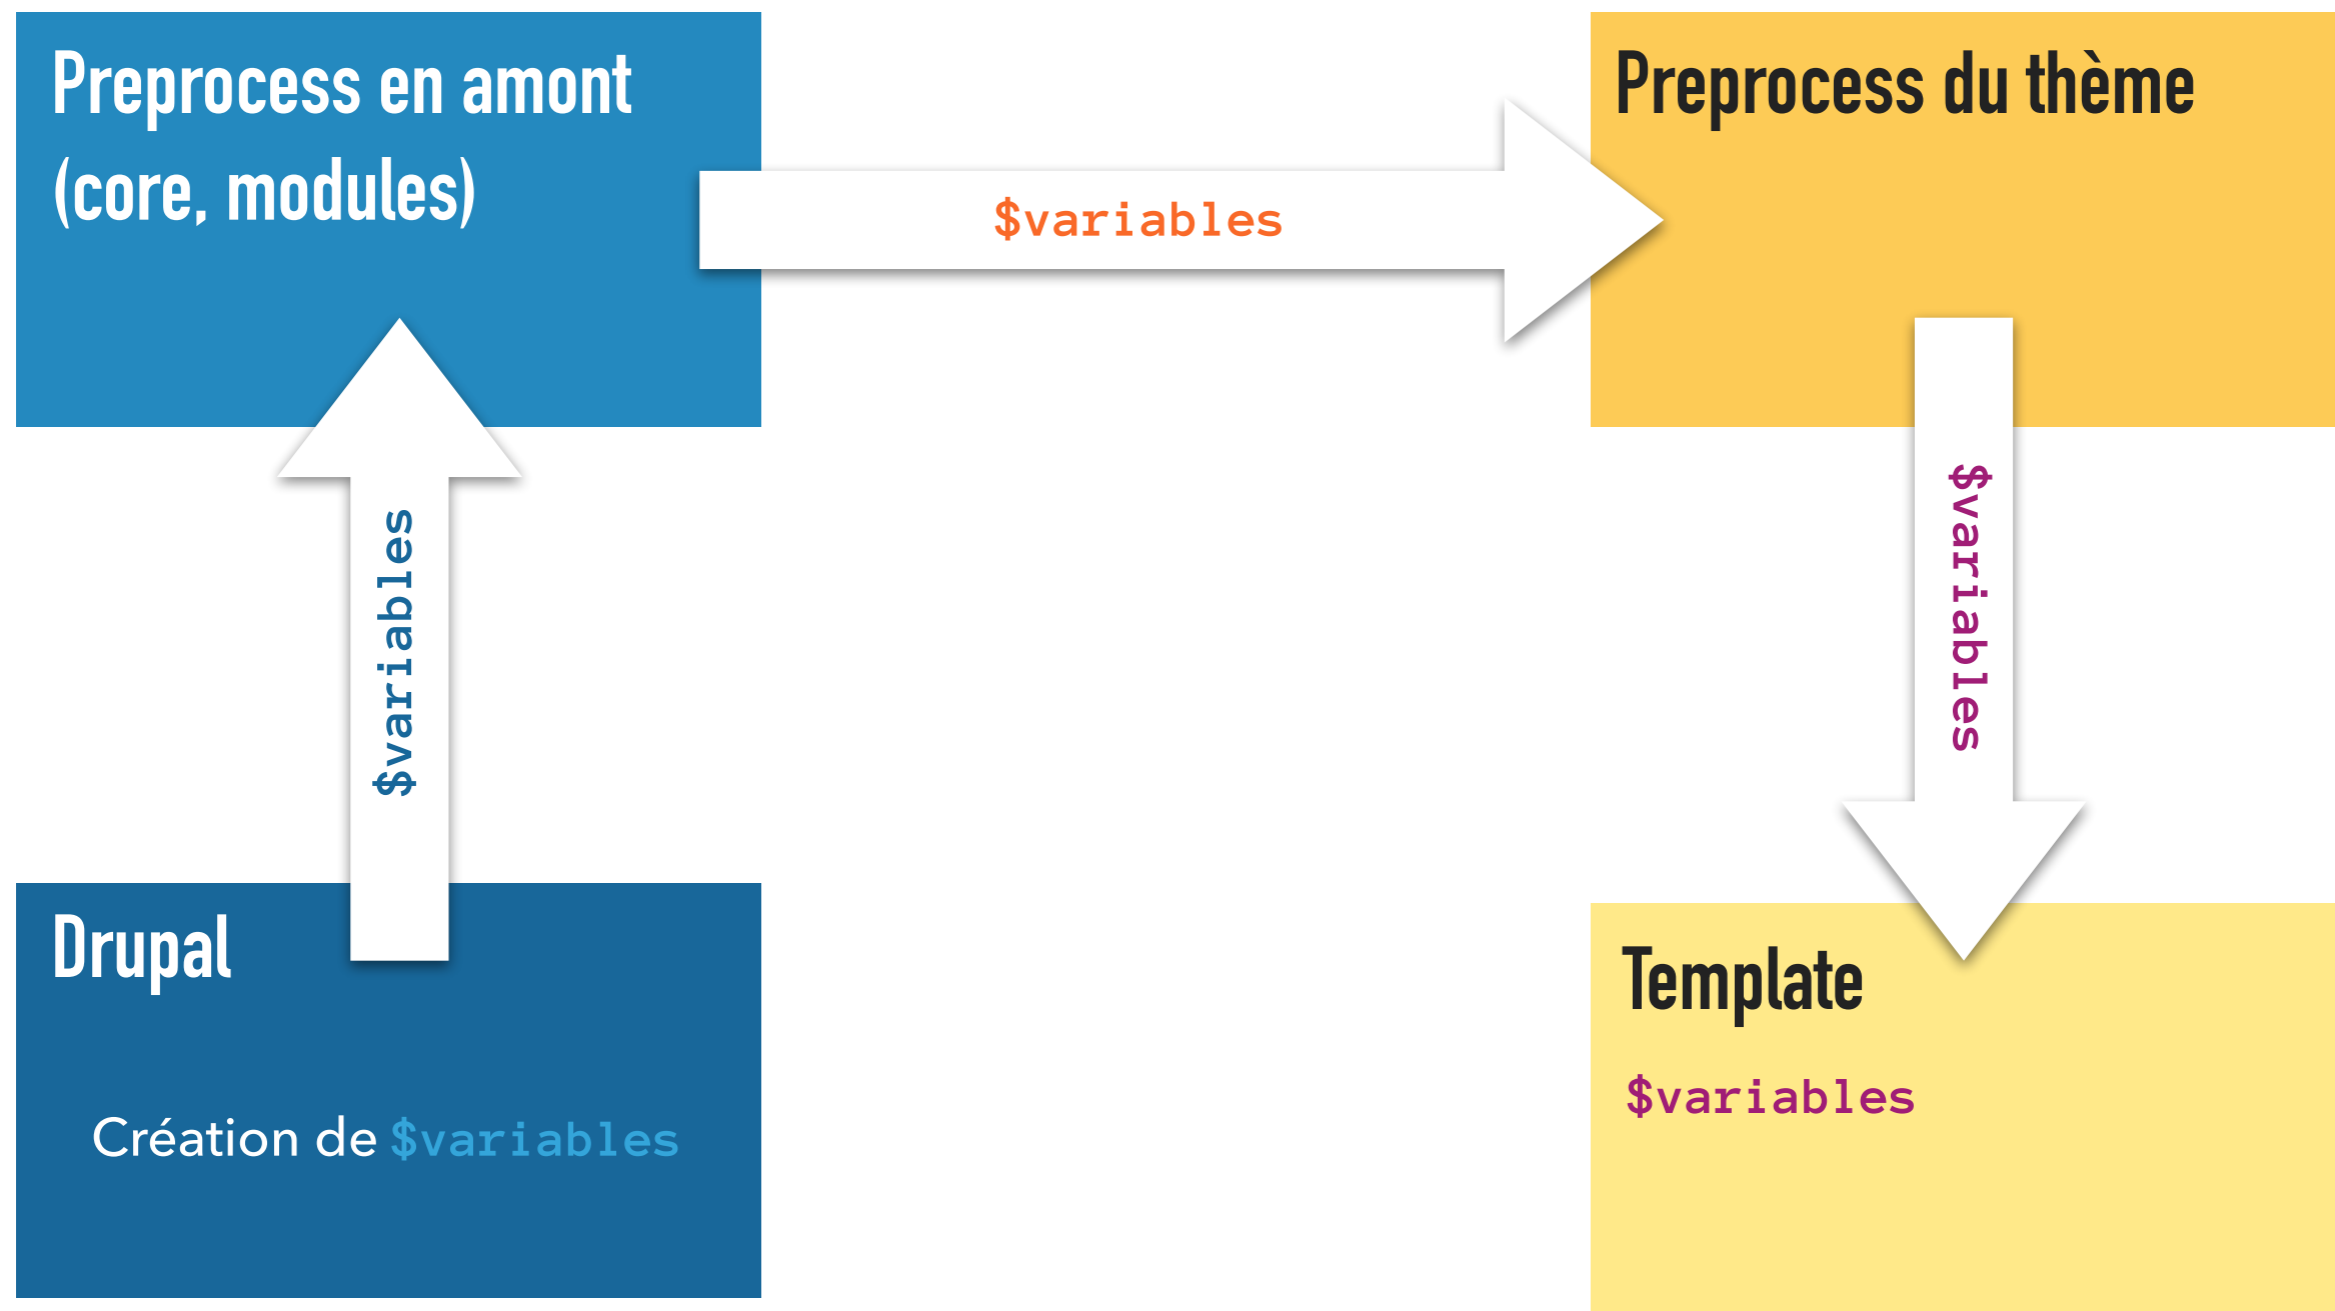 Preprocess en amont
(core, modules)
$variables
Preprocess du thème
$variables
$variables
Drupal
Création de $variables
Template
$variables